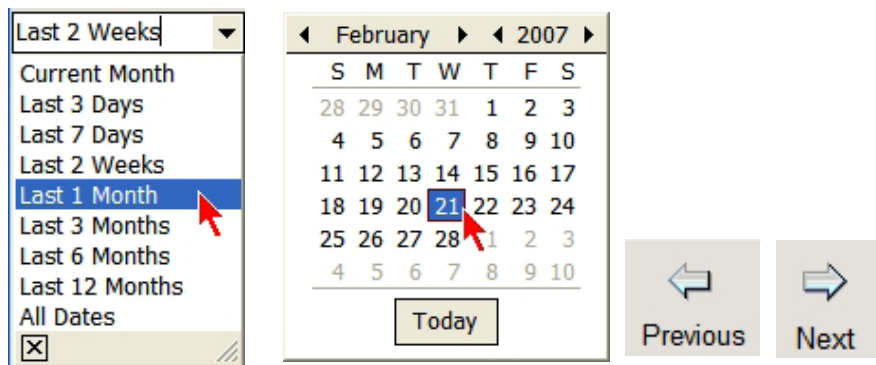 Last 2 Weeks
Current Month
Last 3 Days
Last 7 Days
Last 2 Weeks
Last 1 Month
Last 3 Months
Last 6 Months
Last 12 Months
All Dates
February 2007
S M T W T F S
28 29 30 31 1 2 3
4 5 6 7 8 9 10
11 12 13 14 15 16 17
18 19 20 21 22 23 24
25 26 27 28 1 2 3
4 5 6 7 8 9 10
Today
Previous
Next